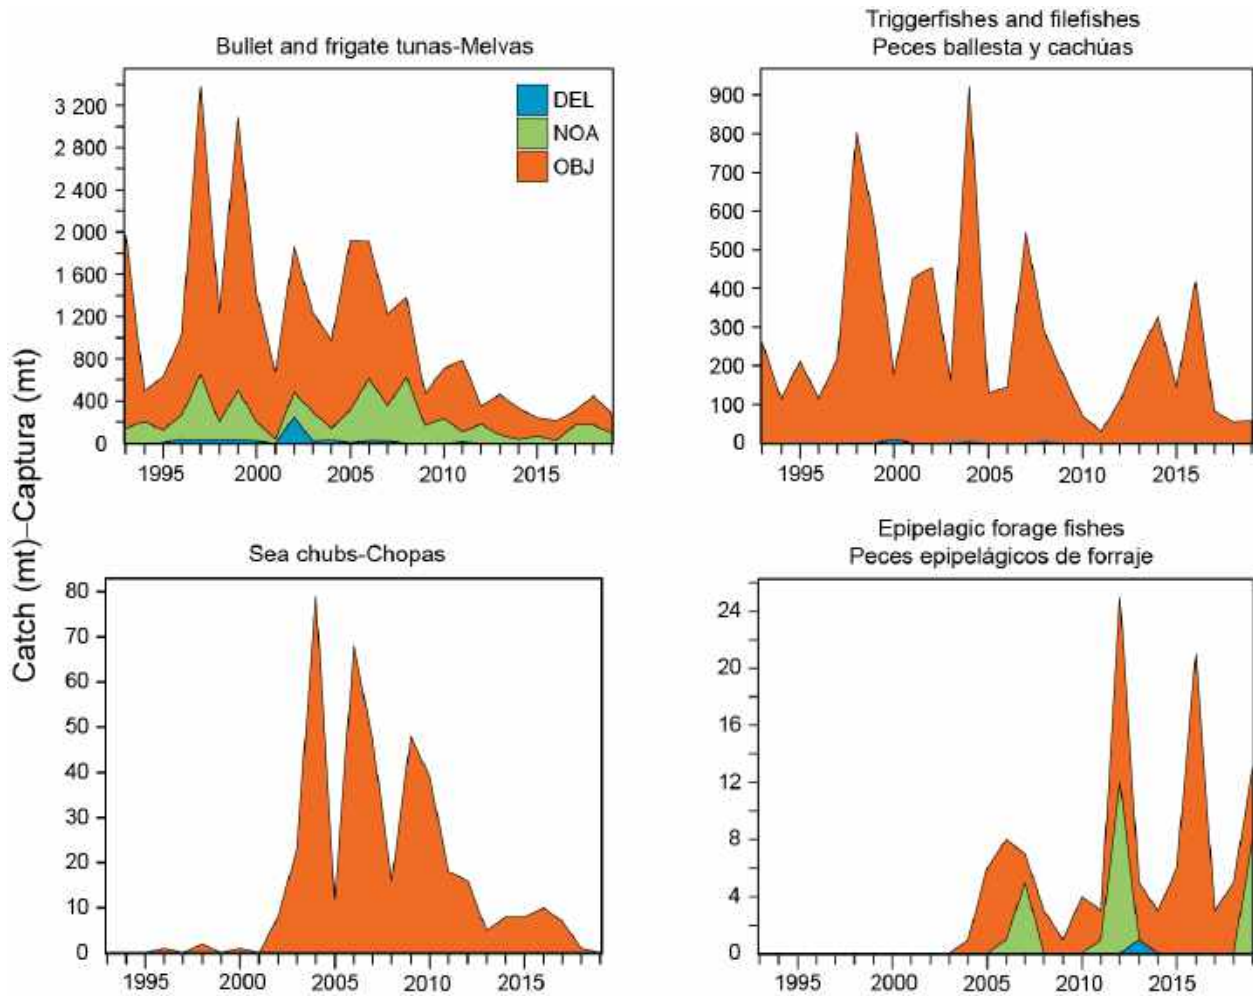 Catch (mt)–Captura (mt)
Bullet and frigate tunas-Melvas
3 200
2 800
2 400
2 000
1 600
1 200
800
400
0
1995 2000 2005 2010 2015
DEL
NOA
OBJ
Triggerfishes and filefishes
Peces ballesta y cachúas
900
800
700
600
500
400
300
200
100
0
1995 2000 2005 2010 2015
Sea chubs-Chopas
80
70
60
50
40
30
20
10
0
1995 2000 2005 2010 2015
Epipelagic forage fishes
Peces epipelágicos de forraje
24
20
16
12
8
4
0
1995 2000 2005 2010 2015